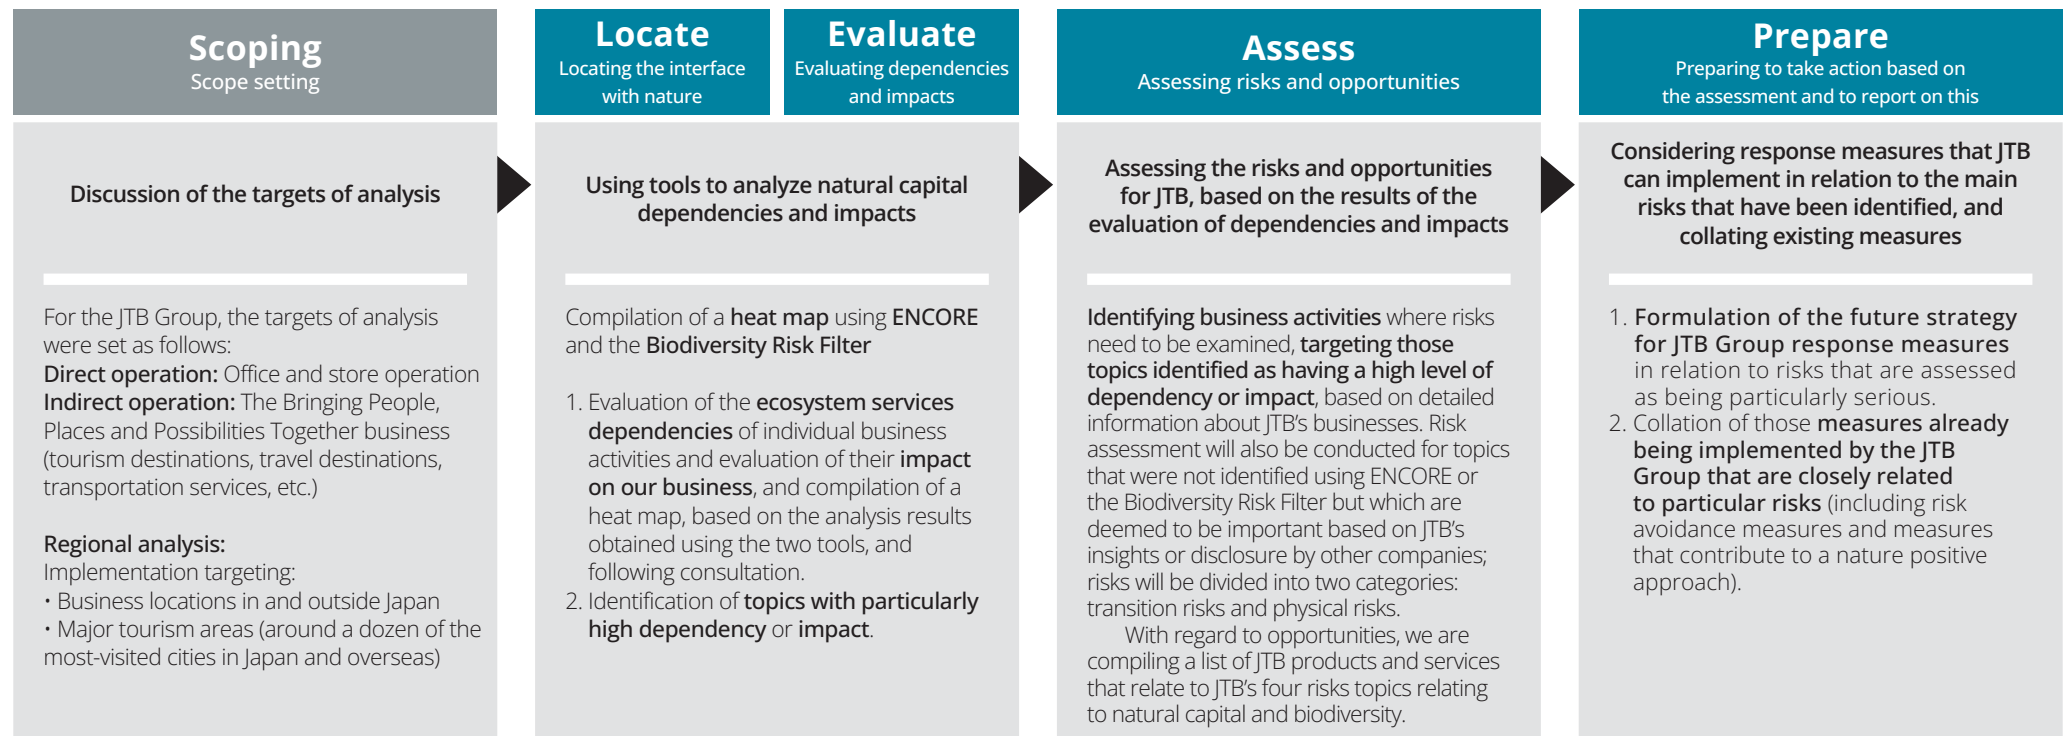 Scoping
Scope setting
Discussion of the targets of analysis
For the JTB Group, the targets of analysis
were set as follows:
Direct operation: Office and store operation
Indirect operation: The Bringing People,
Places and Possibilities Together business
(tourism destinations, travel destinations,
transportation services, etc.)
Regional analysis:
Implementation targeting:
・Business locations in and outside Japan
・Major tourism areas (around a dozen of the
most-visited cities in Japan and overseas)
Locate
Locating the interface
with nature
Evaluate
Evaluating dependencies
and impacts
Using tools to analyze natural capital
dependencies and impacts
Compilation of a heat map using ENCORE
and the Biodiversity Risk Filter
1. Evaluation of the ecosystem services
dependencies of individual business
activities and evaluation of their impact
on our business, and compilation of a
heat map, based on the analysis results
obtained using the two tools, and
following consultation.
2. Identification of topics with particularly
high dependency or impact.
Assess
Assessing risks and opportunities
Assessing the risks and opportunities
for JTB, based on the results of the
evaluation of dependencies and impacts
Identifying business activities where risks
need to be examined, targeting those
topics identified as having a high level of
dependency or impact, based on detailed
information about JTB’s businesses. Risk
assessment will also be conducted for topics
that were not identified using ENCORE or
the Biodiversity Risk Filter but which are
deemed to be important based on JTB’s
insights or disclosure by other companies;
risks will be divided into two categories:
transition risks and physical risks.
With regard to opportunities, we are
compiling a list of JTB products and services
that relate to JTB’s four risks topics relating
to natural capital and biodiversity.
Prepare
Preparing to take action based on
the assessment and to report on this
Considering response measures that JTB
can implement in relation to the main
risks that have been identified, and
collating existing measures
1. Formulation of the future strategy
for JTB Group response measures
in relation to risks that are assessed
as being particularly serious.
2. Collation of those measures already
being implemented by the JTB
Group that are closely related
to particular risks (including risk
avoidance measures and measures
that contribute to a nature positive
approach).